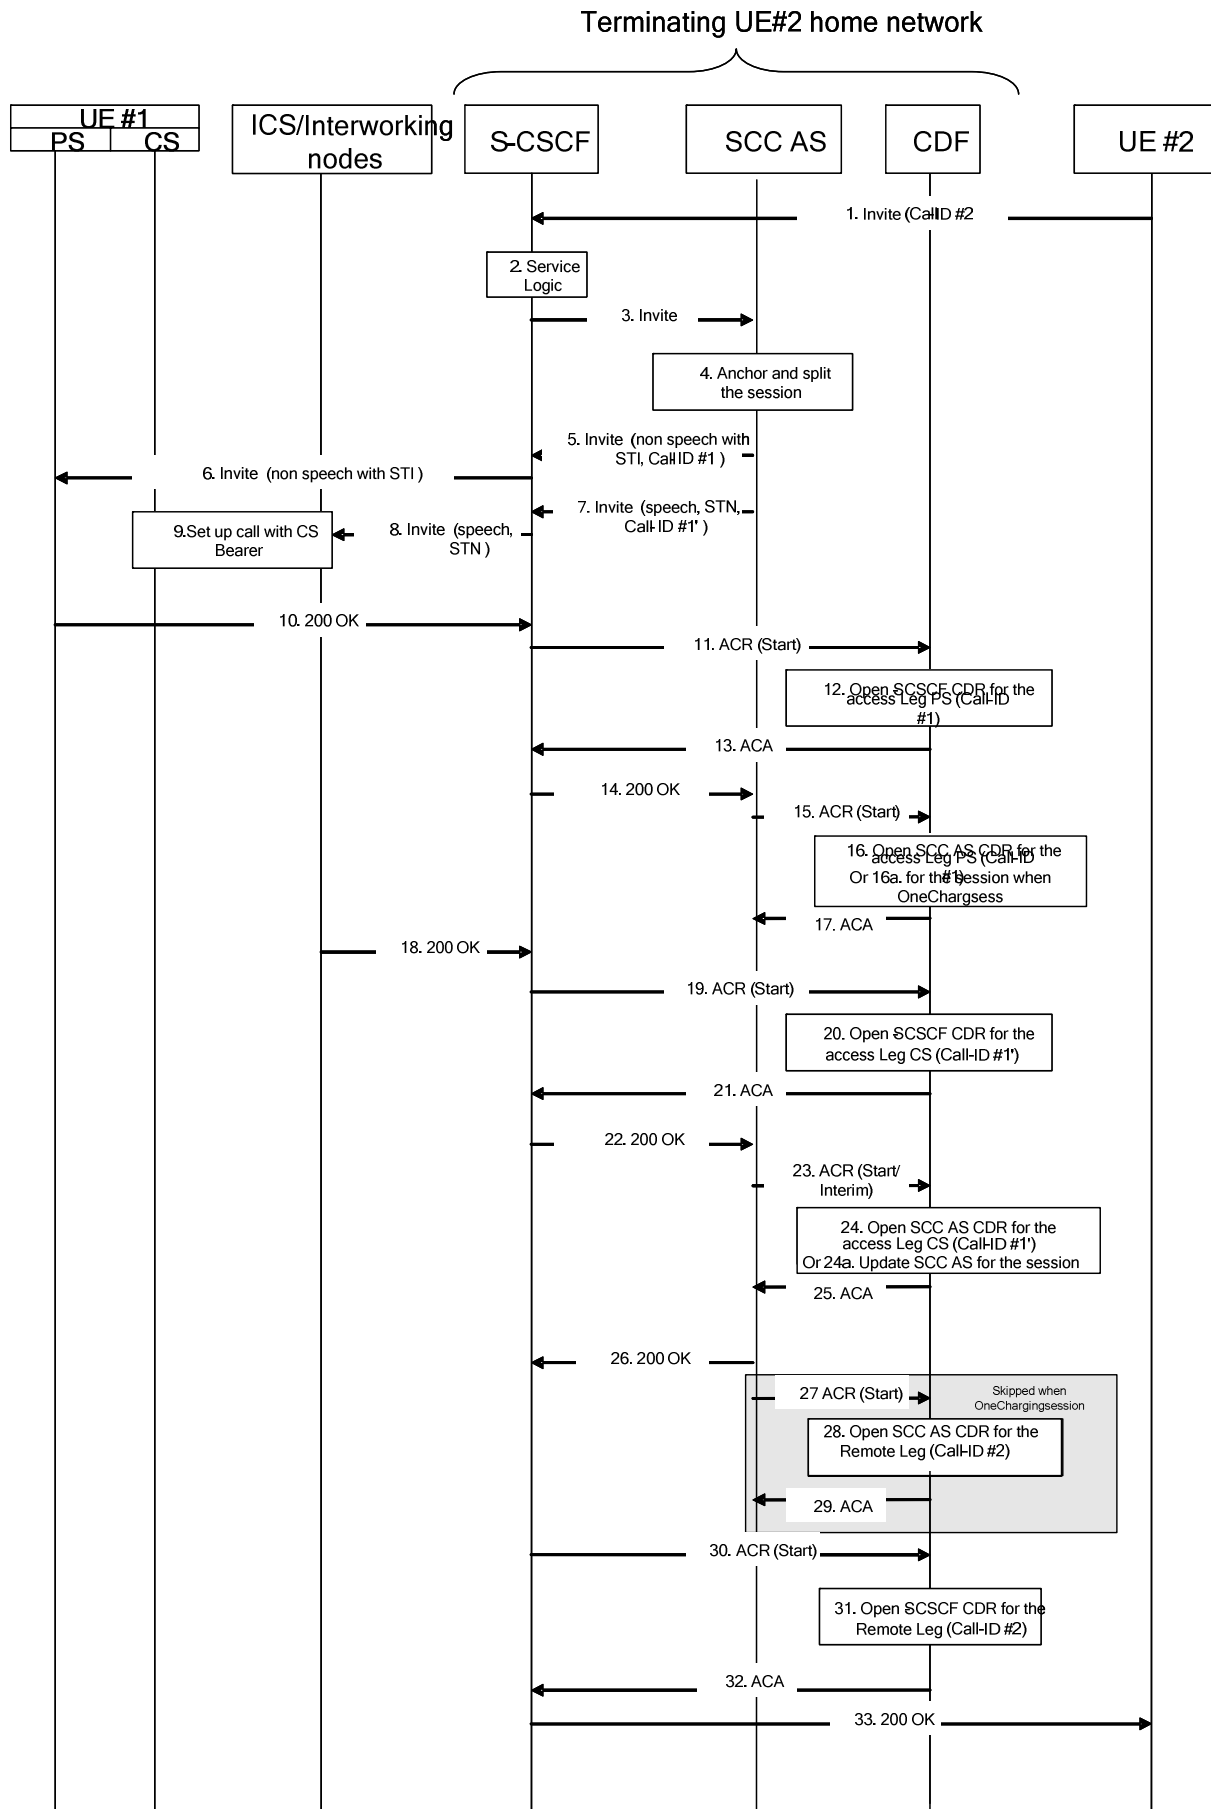 Terminating UE#2 home network
UE #1
PS
CS
ICS/Interworking
nodes
S-CSCF
SCC AS
CDF
UE #2
1. Invite (Call-ID #2
2. Service
Logic
3. Invite
4. Anchor and split
the session
5. Invite (non speech with
STI, Call-ID #1 )
6. Invite (non speech with STI )
7. Invite (speech, STN,
Call-ID #1' )
8. Invite (speech,
STN )
9.Set up call with CS
Bearer
10. 200 OK
11. ACR (Start)
12. Open S-CSCF CDR for the
access Leg PS (Call-ID
#1)
13. ACA
14. 200 OK
15. ACR (Start)
16. Open SCC AS CDR for the
access Leg PS (Call-ID
#1)
Or 16a. for the session when
OneChargsess
17. ACA
18. 200 OK
19. ACR (Start)
20. Open S-CSCF CDR for the
access Leg CS (Call-ID #1')
21. ACA
22. 200 OK
23. ACR (Start/
Interim)
24. Open SCC AS CDR for the
access Leg CS (Call-ID #1')
Or 24a. Update SCC AS for the session
25. ACA
26. 200 OK
27 ACR (Start)
Skipped when
OneChargingsession
28. Open SCC AS CDR for the
Remote Leg (Call-ID #2)
29. ACA
30. ACR (Start)
31. Open S-CSCF CDR for the
Remote Leg (Call-ID #2)
32. ACA
33. 200 OK